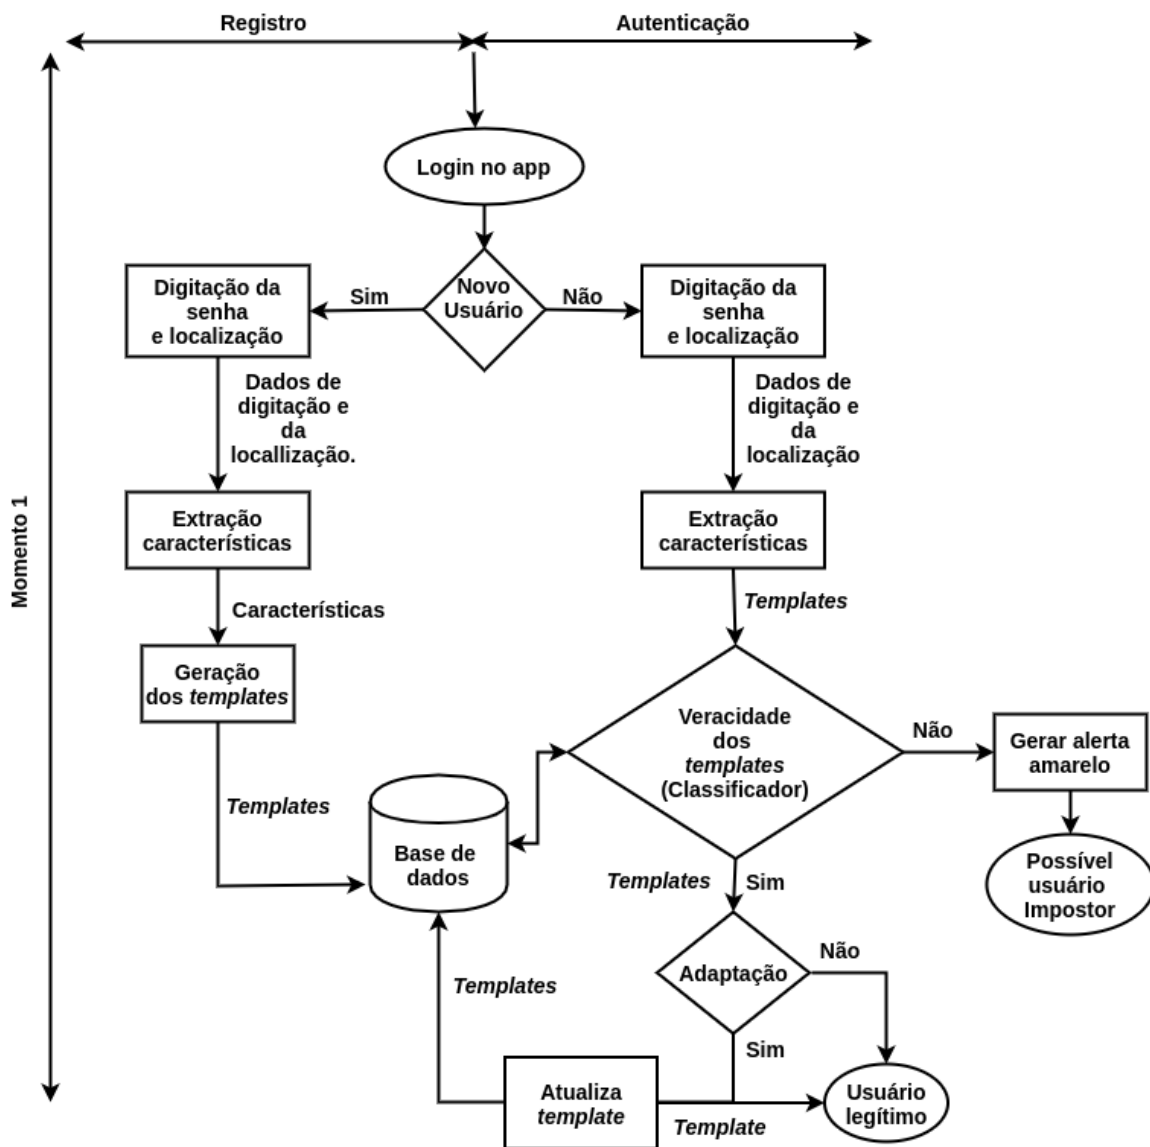 Registro
Autenticação
Login no app
Novo
Usuário
Sim
Não
Digitação da
senha
e localização
Digitação da
senha
e localização
Dados de
digitação e
da
locallização.
Dados de
digitação e
da
localização
Momento 1
Extração
características
Extração
características
Características
Templates
Geração
dos templates
Veracidade
dos
templates
(Classificador)
Não
Gerar alerta
amarelo
Templates
Base de
dados
Possível
usuário
Impostor
Templates
Sim
Adaptação
Não
Templates
Sim
Atualiza
template
Template
Usuário
legítimo